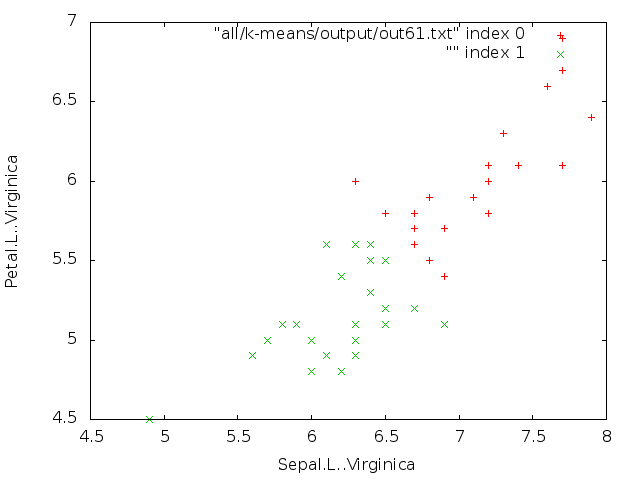 7
"all/k-means/output/out61.txt" index 0
"" index 1
6.5
6
5.5
5
4.5
Petal.L..Virginica
4.5 5 5.5 6 6.5 7 7.5 8
Sepal.L..Virginica